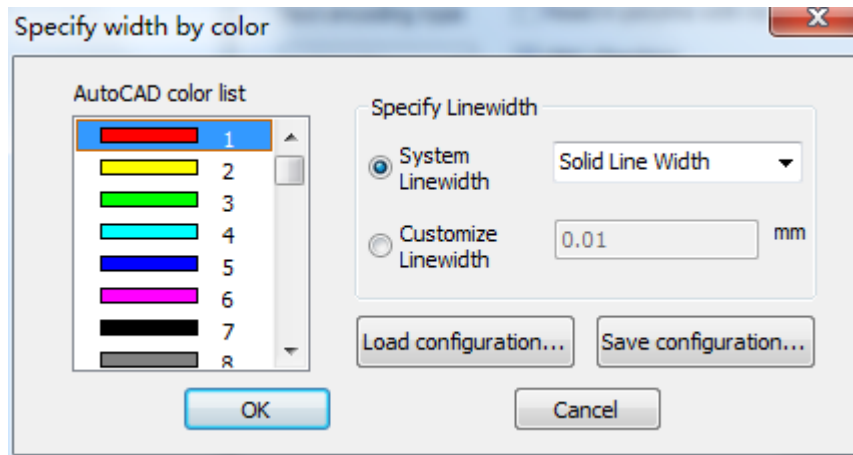 Specify width by color
AutoCAD color list
1
2
3
4
5
6
7
8
Specify Linewidth
System
Linewidth
Solid Line Width
Customize
Linewidth
0.01
mm
Load configuration...
Save configuration...
OK
Cancel